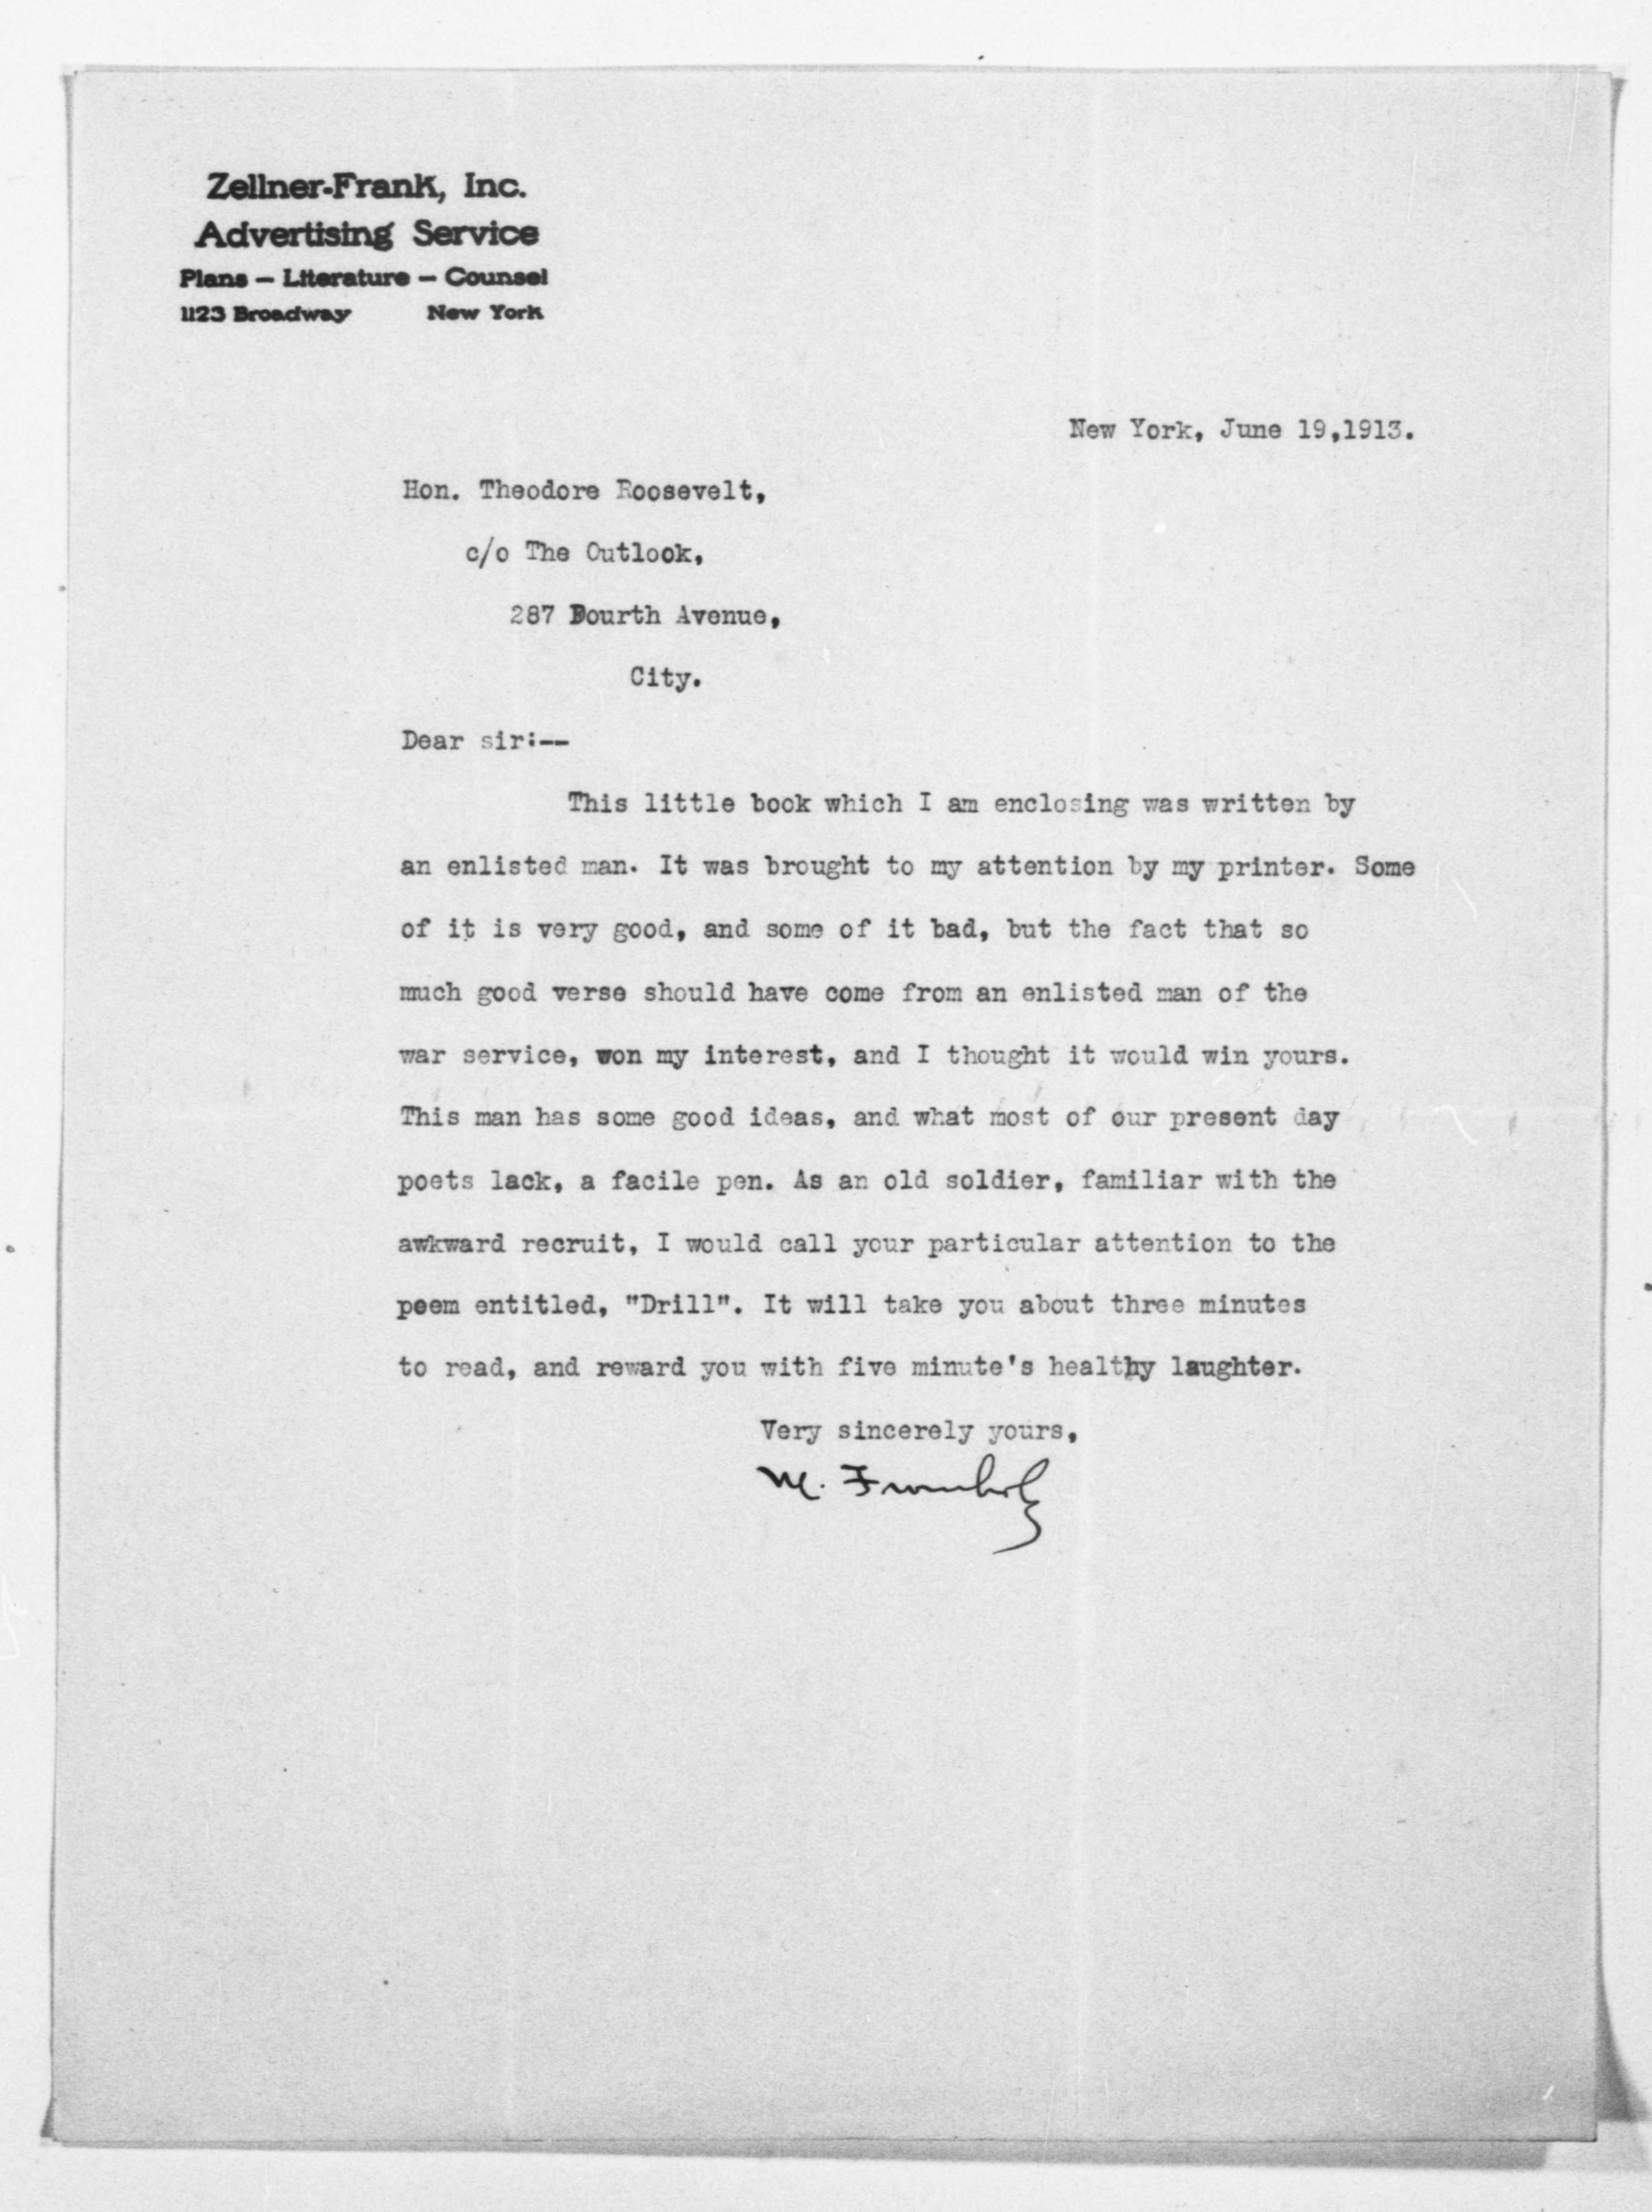 Zellner-Frank, Inc.
Advertising Service
Plans — Literature — Counsel
1123 Broadway New York
New York, June 19,1913.
Hon. Theodore Roosevelt,
c/o The Outlook,
287 Fourth Avenue,
City.
Dear sir:--
This little book which I am enclosing was written by
an enlisted man. It was brought to my attention by my printer. Some
of it is very good, and some of it bad, but the fact that so
much good verse should have come from an enlisted man of the
war service, won my interest, and I thought it would win yours.
This man has some good ideas, and what most of our present day
poets lack, a facile pen. As an old soldier, familiar with the
awkward recruit, I would call your particular attention to the
poem entitled, "Drill". It will take you about three minutes
to read, and reward you with five minute's healthy laughter.
Very sincerely yours,
M.